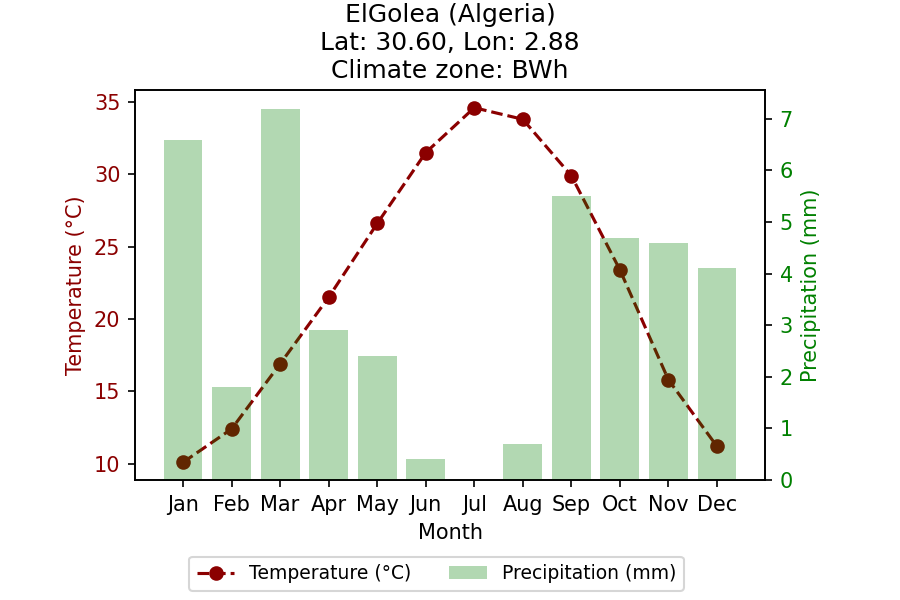 ElGolea (Algeria)
Lat: 30.60, Lon: 2.88
Climate zone: BWh
35
30
25
20
15
10
Temperature (°C)
7
6
5
4
3
2
1
0
Precipitation (mm)
Jan Feb Mar Apr May Jun Jul Aug Sep Oct Nov Dec
Month
Temperature (°C) Precipitation (mm)